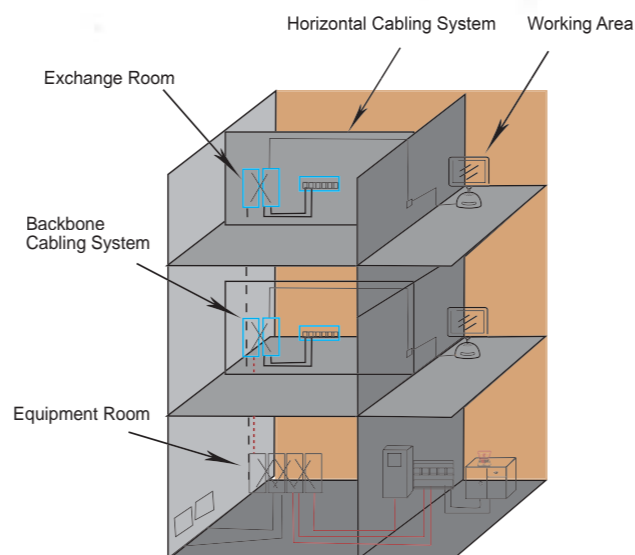 Horizontal Cabling System
Working Area
Exchange Room
Backbone
Cabling System
Equipment Room